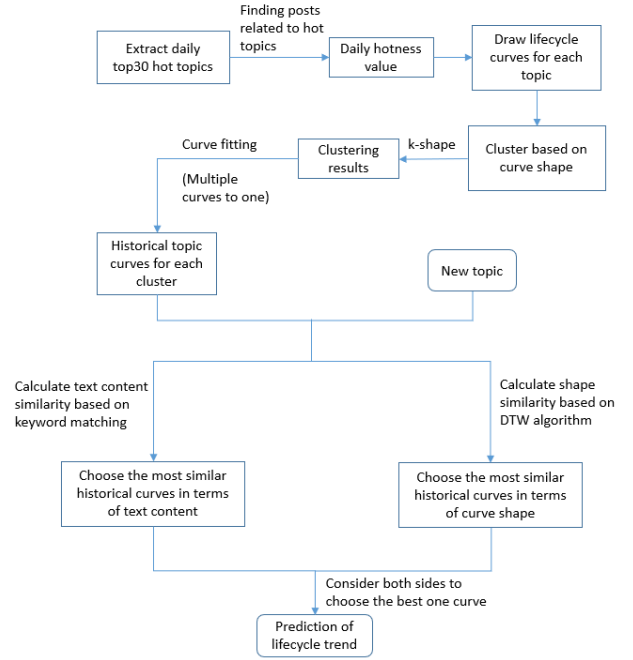 Finding posts
related to hot
topics
Extract daily
top30 hot topics
Daily hotness
value
Draw lifecycle
curves for each
topic
Curve fitting
(Multiple
curves to one)
Clustering
results
k-shape
Cluster based on
curve shape
Historical topic
curves for each
cluster
New topic
Calculate text content
similarity based on
keyword matching
Calculate shape
similarity based on
DTW algorithm
Choose the most similar
historical curves in terms
of text content
Choose the most similar
historical curves in terms
of curve shape
Consider both sides to
choose the best one curve
Prediction of
lifecycle trend